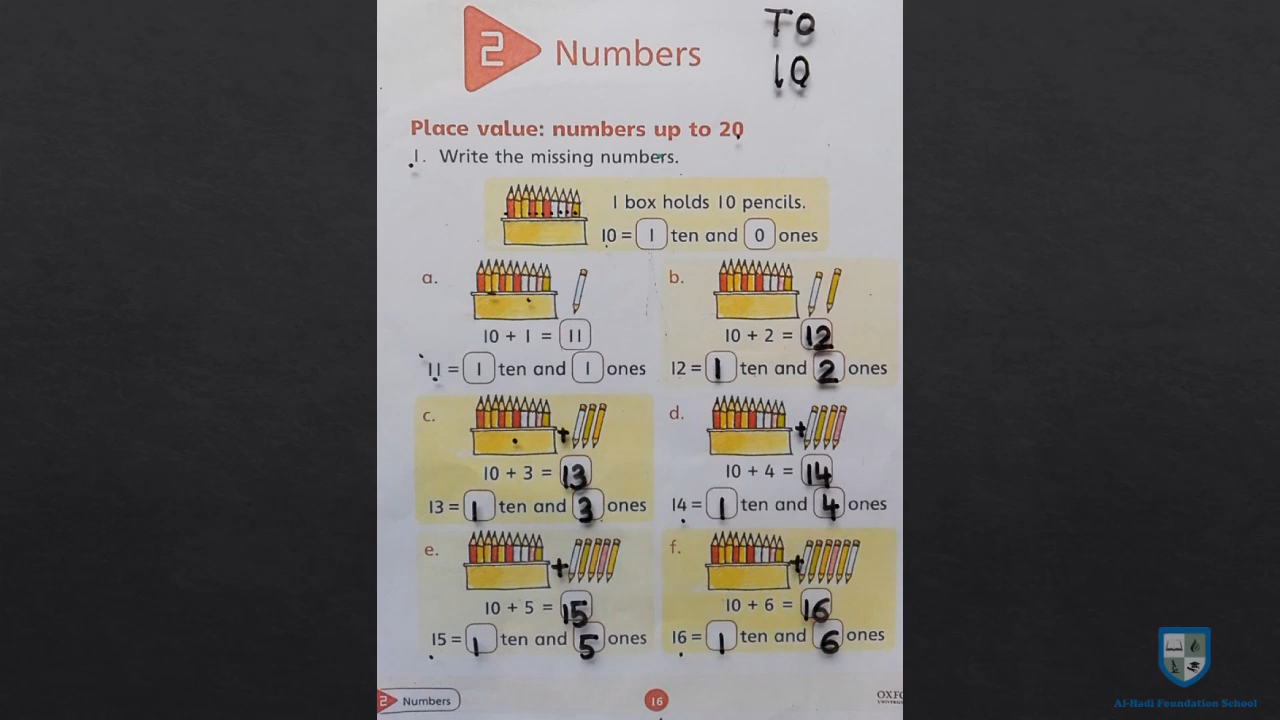 2 Numbers
T O
1 0
Place value: numbers up to 20
1. Write the missing numbers.
1 box holds 10 pencils.
10 = 1 ten and 0 ones
a.
10 + 1 = 11
11 = 1 ten and 1 ones
b.
10 + 2 = 12
12 = 1 ten and 2 ones
c.
+
10 + 3 = 13
13 = 1 ten and 3 ones
d.
+
10 + 4 = 14
14 = 1 ten and 4 ones
e.
+
10 + 5 = 15
15 = 1 ten and 5 ones
f.
+
10 + 6 = 16
16 = 1 ten and 6 ones
2 Numbers
16
Al-Hadi Foundation School